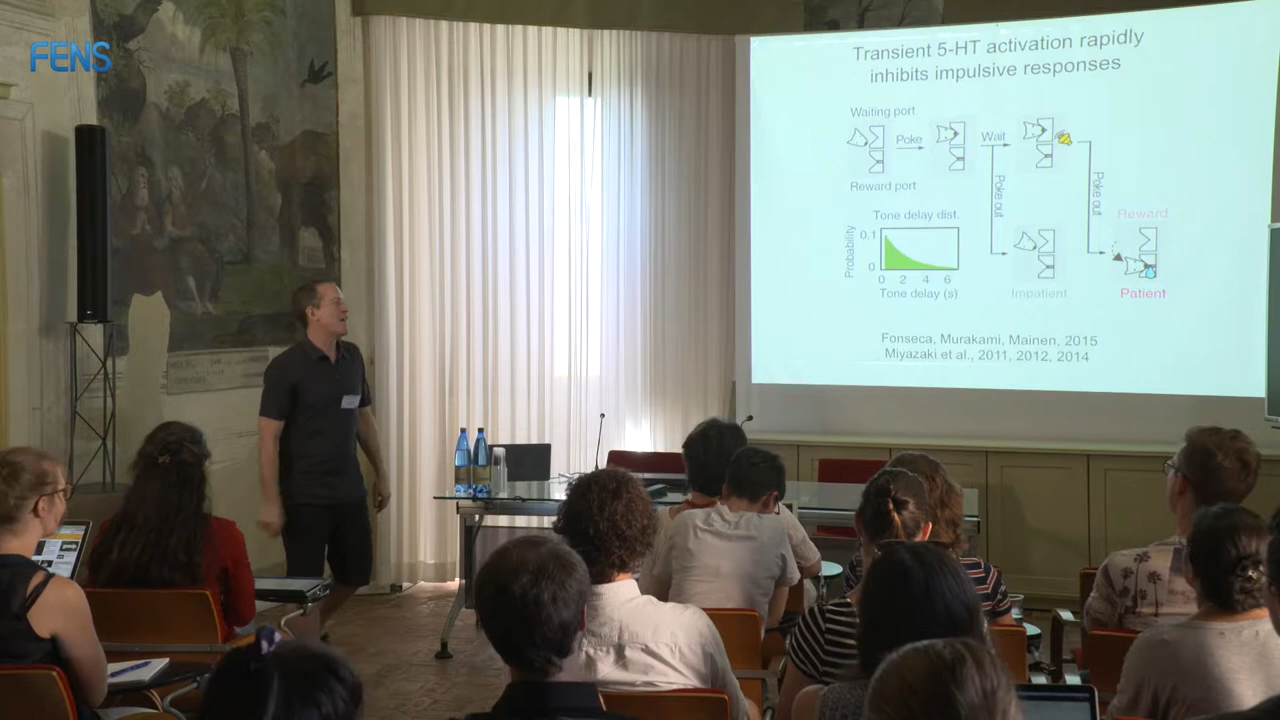 FENS
Transient 5-HT activation rapidly
inhibits impulsive responses
Waiting port
Poke
Wait
Reward port
Poke out
Poke out
Reward
Tone delay dist.
Probability
0.1
0
0 2 4 6
Tone delay (s)
Impatient
Patient
Fonseca, Murakami, Mainen, 2015
Miyazaki et al., 2011, 2012, 2014